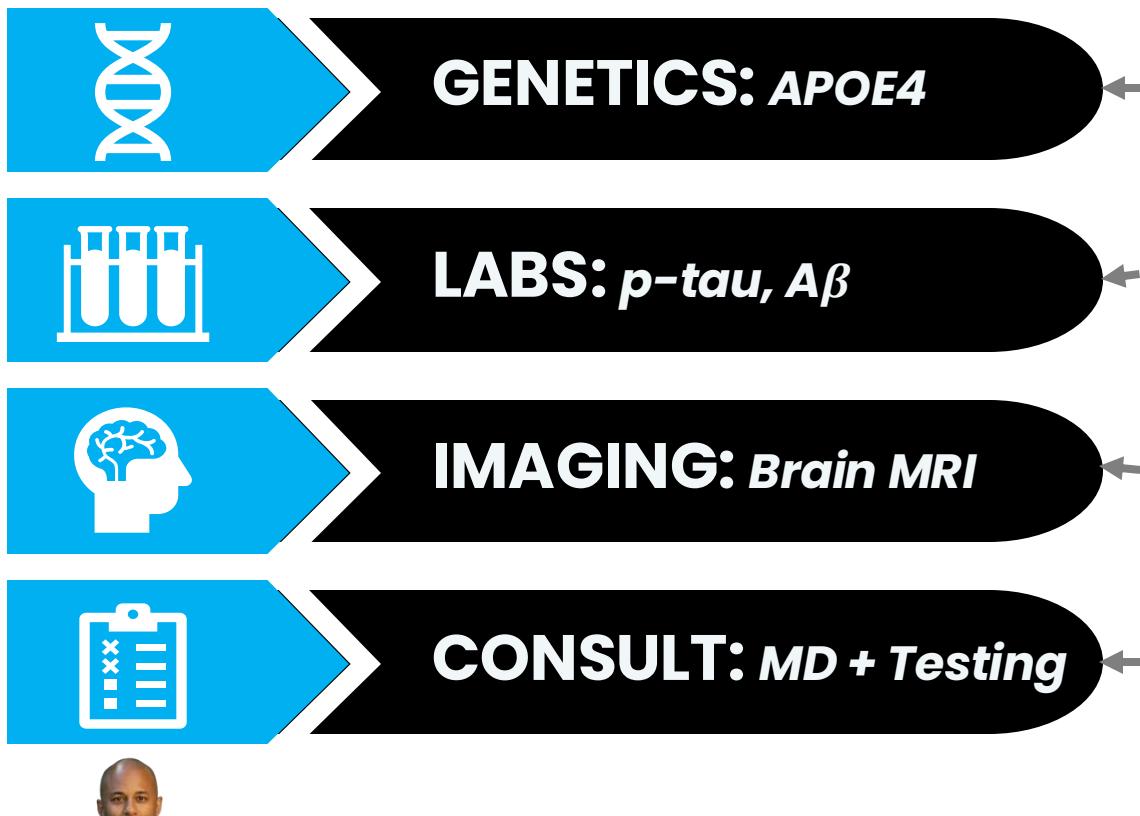 GENETICS: APOE4
LABS: p-tau, Aβ
IMAGING: Brain MRI
CONSULT: MD + Testing